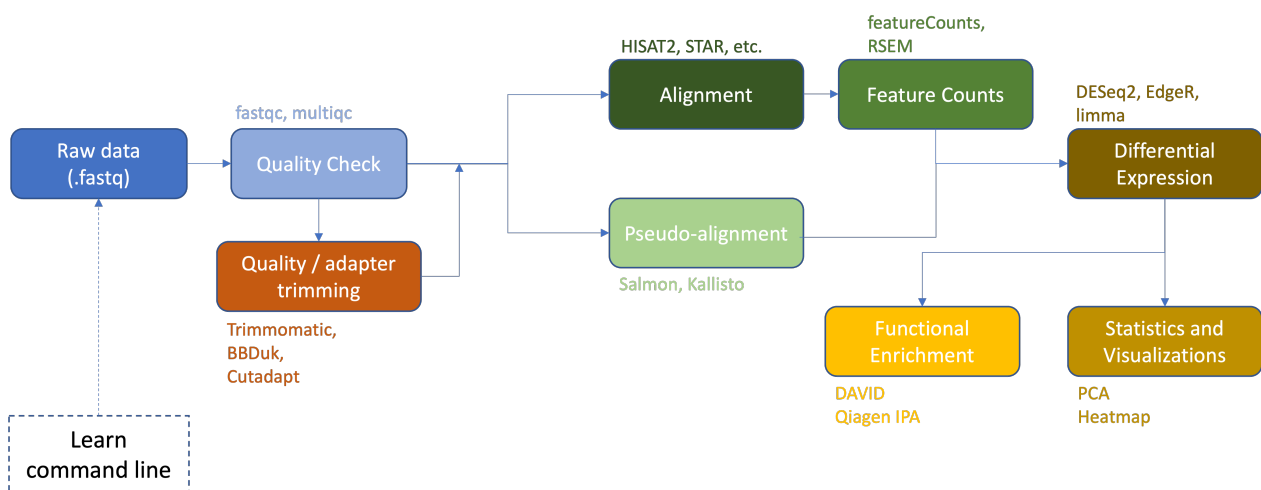 HISAT2, STAR, etc.
featureCounts,
RSEM
Alignment
Feature Counts
fastqc, multiqc
DESeq2, EdgeR,
limma
Raw data
(.fastq)
Quality Check
Differential
Expression
Pseudo-alignment
Salmon, Kallisto
Quality / adapter
trimming
Trimmomatic,
BBDuk,
Cutadapt
Functional
Enrichment
DAVID
Qiagen IPA
Statistics and
Visualizations
PCA
Heatmap
Learn
command line